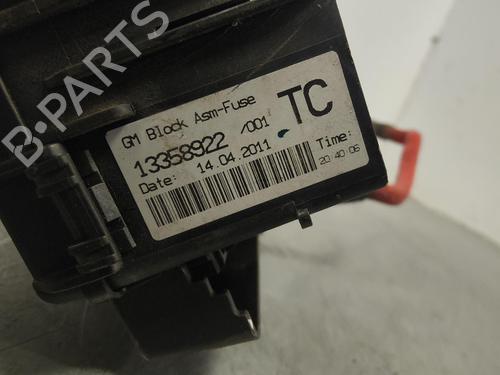 B-PARTS
GM Block Asm-Fuse
13358922 /001
TC
Date: 14.04.2011
Time:
20:40:06